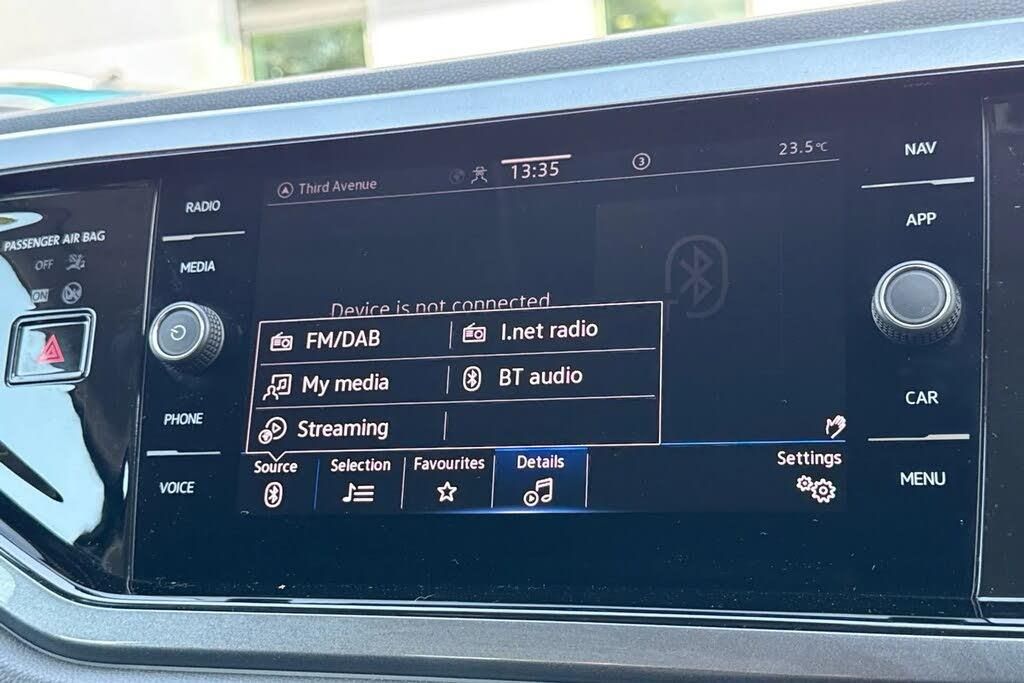 PASSENGER AIR BAG
OFF
ON
RADIO
MEDIA
PHONE
VOICE
Third Avenue
13:35
3
23.5°C
Device is not connected
FM/DAB
I.net radio
My media
BT audio
Streaming
Source
Selection
Favourites
Details
Settings
NAV
APP
CAR
MENU